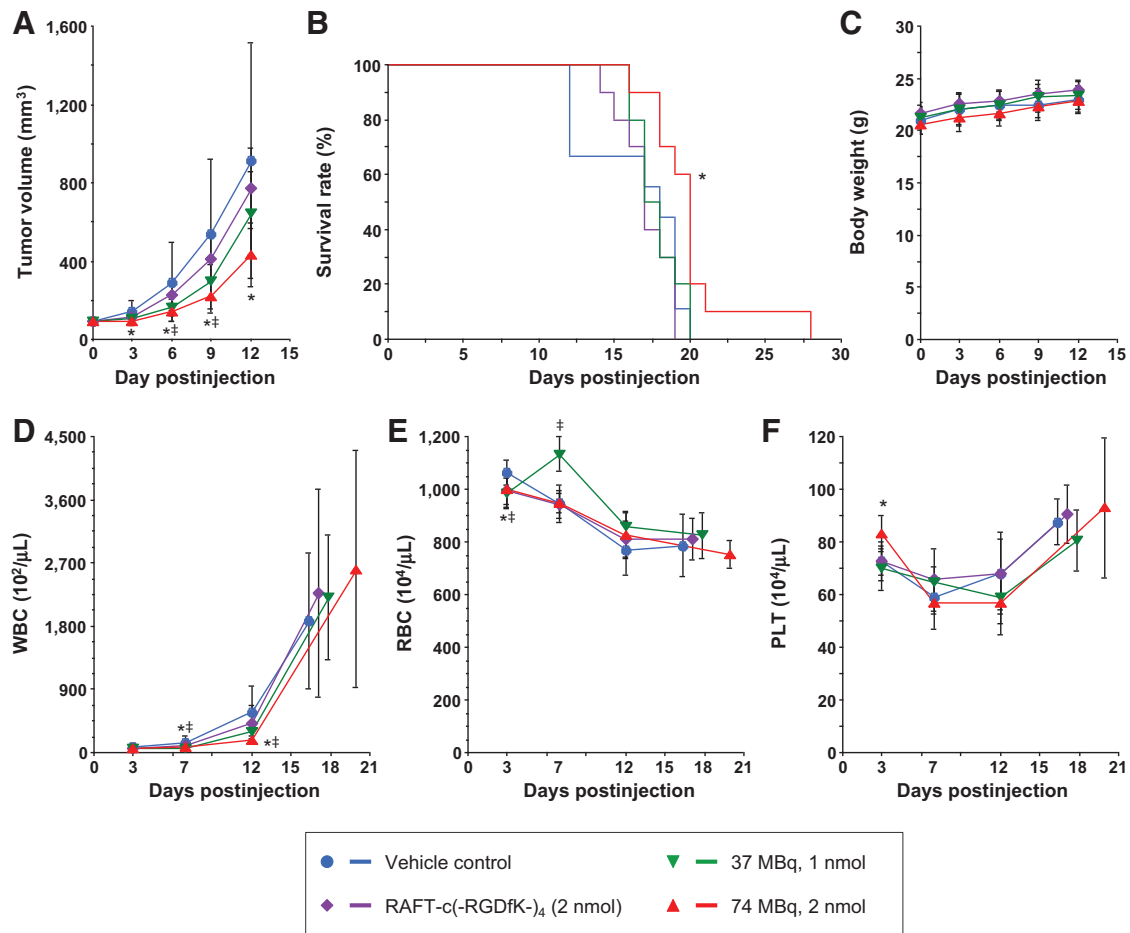 A
Tumor volume (mm³)
1,600
1,200
800
400
0
0 3 6 9 12 15
* *‡ *‡ *
Day postinjection
B
Survival rate (%)
100
80
60
40
20
0
*
0 5 10 15 20 25 30
Days postinjection
C
Body weight (g)
30
25
20
15
10
5
0
0 3 6 9 12 15
Days postinjection
D
WBC (10²/μL)
4,500
3,600
2,700
1,800
900
0
*‡ *‡
0 3 7 12 15 18 21
Days postinjection
E
RBC (10⁴/μL)
1,200
1,000
800
600
400
200
0
‡
*‡
0 3 7 12 15 18 21
Days postinjection
F
PLT (10⁴/μL)
120
100
80
60
40
20
0
*
0 3 7 12 15 18 21
Days postinjection
Vehicle control
37 MBq, 1 nmol
RAFT-c(-RGDfK-)₄ (2 nmol)
74 MBq, 2 nmol